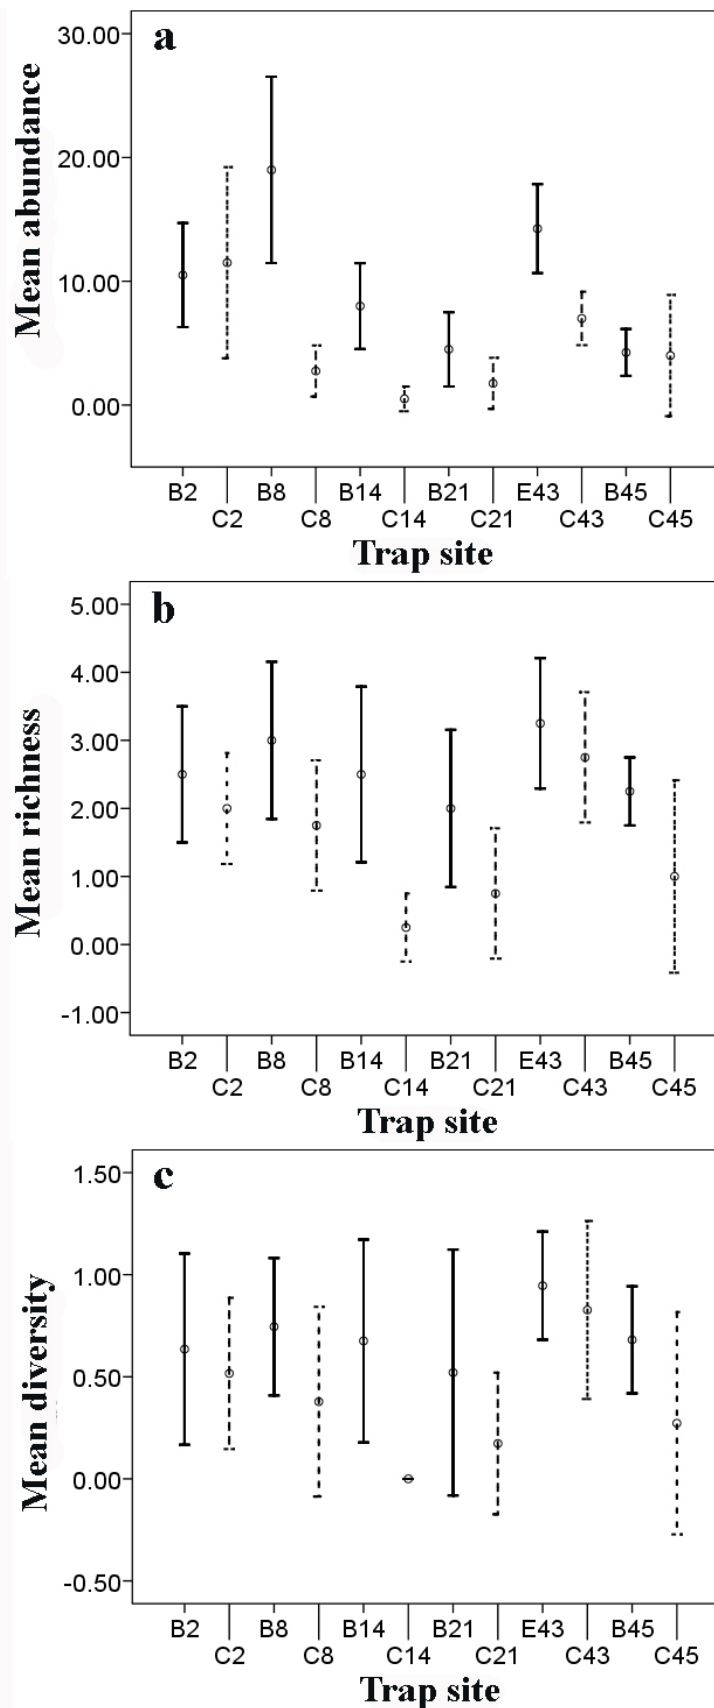 a
30.00
20.00
10.00
0.00
Mean abundance
B2 B8 B14 B21 E43 B45
C2 C8 C14 C21 C43 C45
Trap site
b
5.00
4.00
3.00
2.00
1.00
0.00
-1.00
Mean richness
B2 B8 B14 B21 E43 B45
C2 C8 C14 C21 C43 C45
Trap site
c
1.50
1.00
0.50
0.00
-0.50
Mean diversity
B2 B8 B14 B21 E43 B45
C2 C8 C14 C21 C43 C45
Trap site